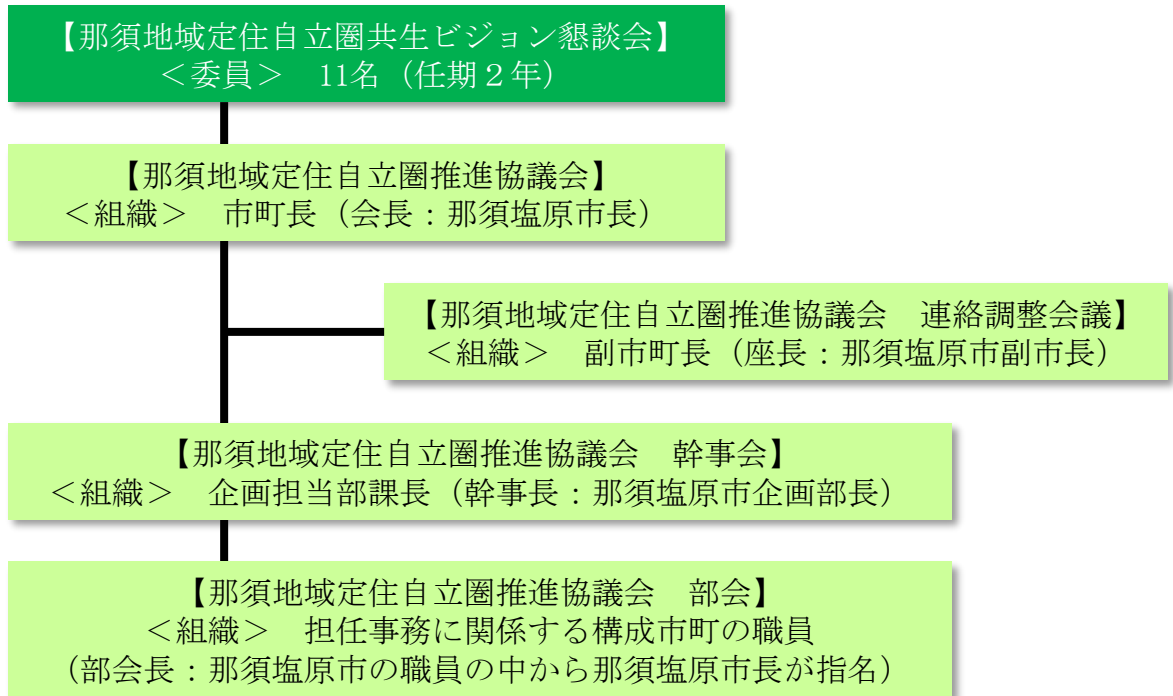 【那須地域定住自立圏共生ビジョン懇談会】
＜委員＞　11名（任期２年）
【那須地域定住自立圏推進協議会】
＜組織＞　市町長（会長：那須塩原市長）
【那須地域定住自立圏推進協議会　連絡調整会議】
＜組織＞　副市町長（座長：那須塩原市副市長）
【那須地域定住自立圏推進協議会　幹事会】
＜組織＞　企画担当部課長（幹事長：那須塩原市企画部長）
【那須地域定住自立圏推進協議会　部会】
＜組織＞　担任事務に関係する構成市町の職員
（部会長：那須塩原市の職員の中から那須塩原市長が指名）